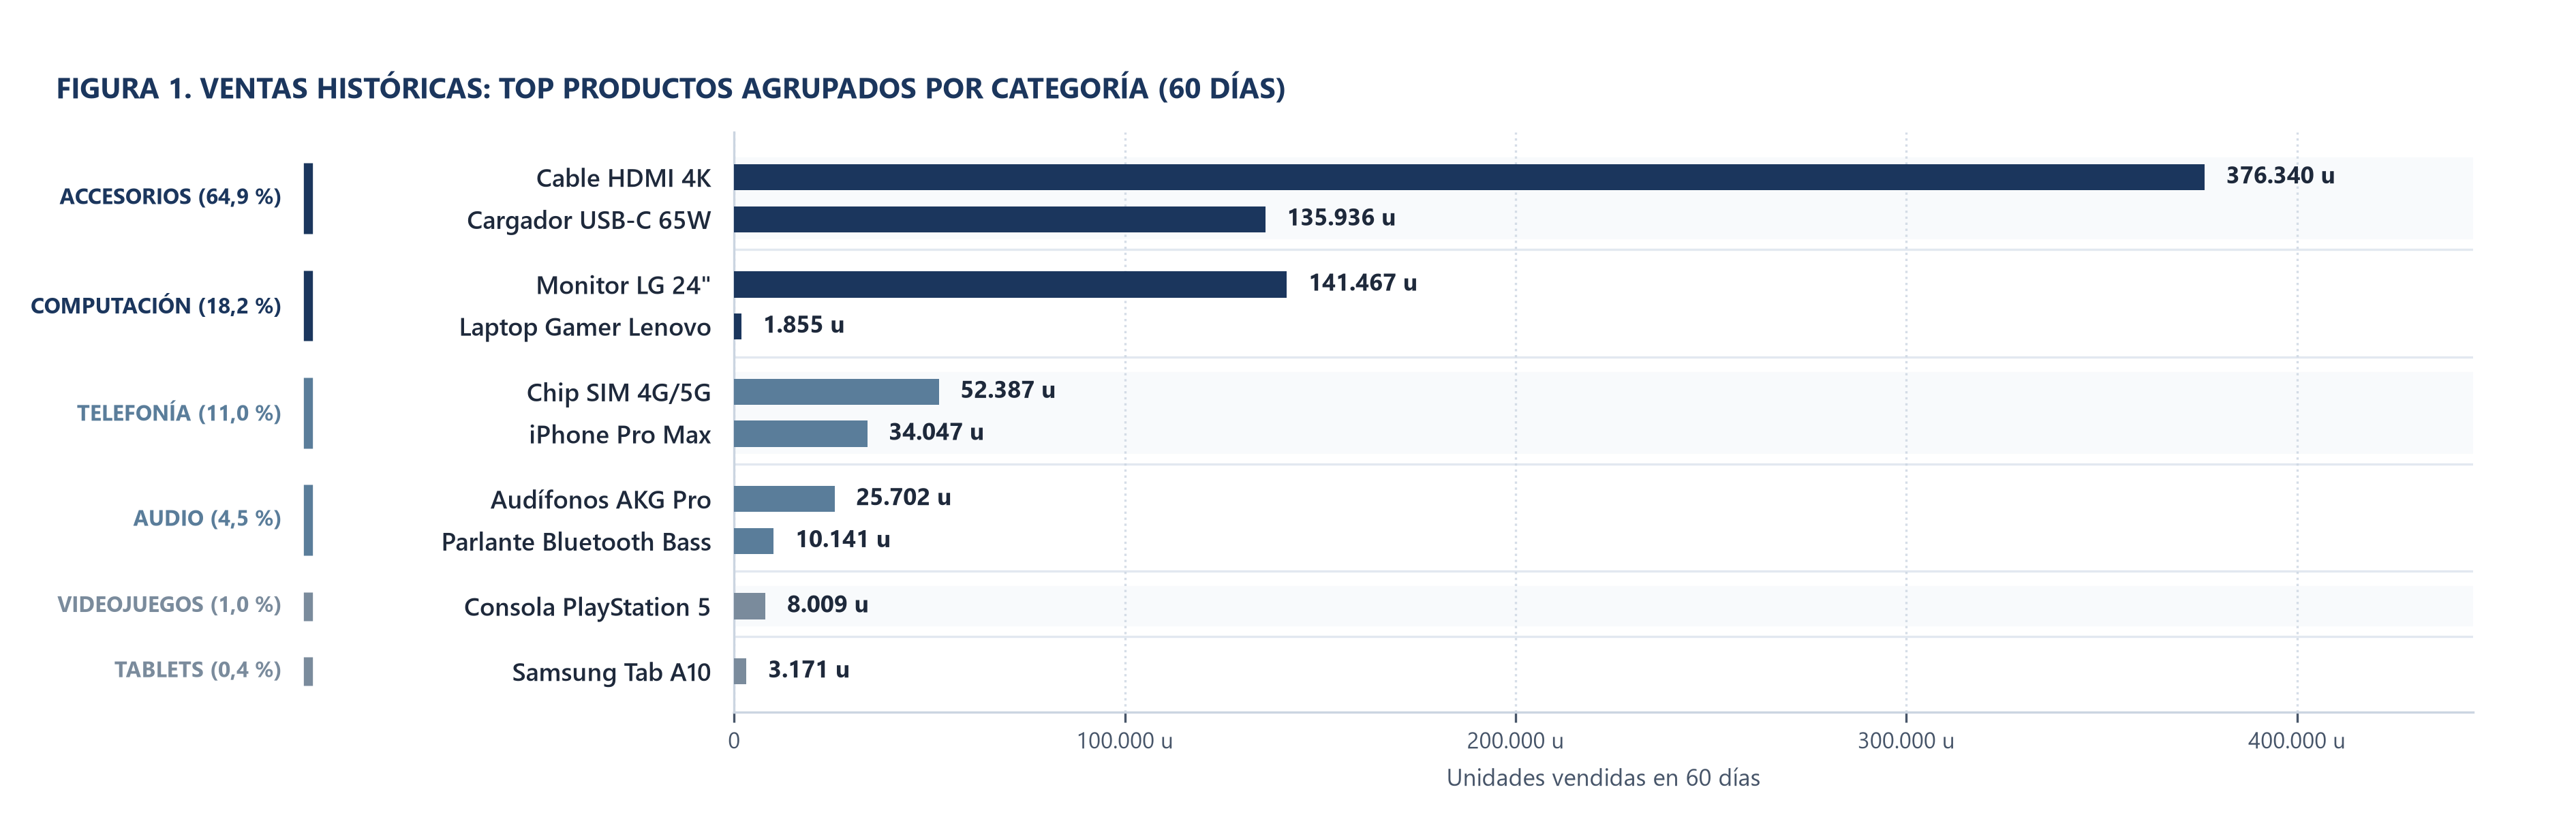 FIGURA 1. VENTAS HISTÓRICAS: TOP PRODUCTOS AGRUPADOS POR CATEGORÍA (60 DÍAS)
ACCESORIOS (64,9 %)
Cable HDMI 4K 376.340 u
Cargador USB-C 65W 135.936 u
COMPUTACIÓN (18,2 %)
Monitor LG 24" 141.467 u
Laptop Gamer Lenovo 1.855 u
TELEFONÍA (11,0 %)
Chip SIM 4G/5G 52.387 u
iPhone Pro Max 34.047 u
AUDIO (4,5 %)
Audífonos AKG Pro 25.702 u
Parlante Bluetooth Bass 10.141 u
VIDEOJUEGOS (1,0 %)
Consola PlayStation 5 8.009 u
TABLETS (0,4 %)
Samsung Tab A10 3.171 u
0 100.000 u 200.000 u 300.000 u 400.000 u
Unidades vendidas en 60 días